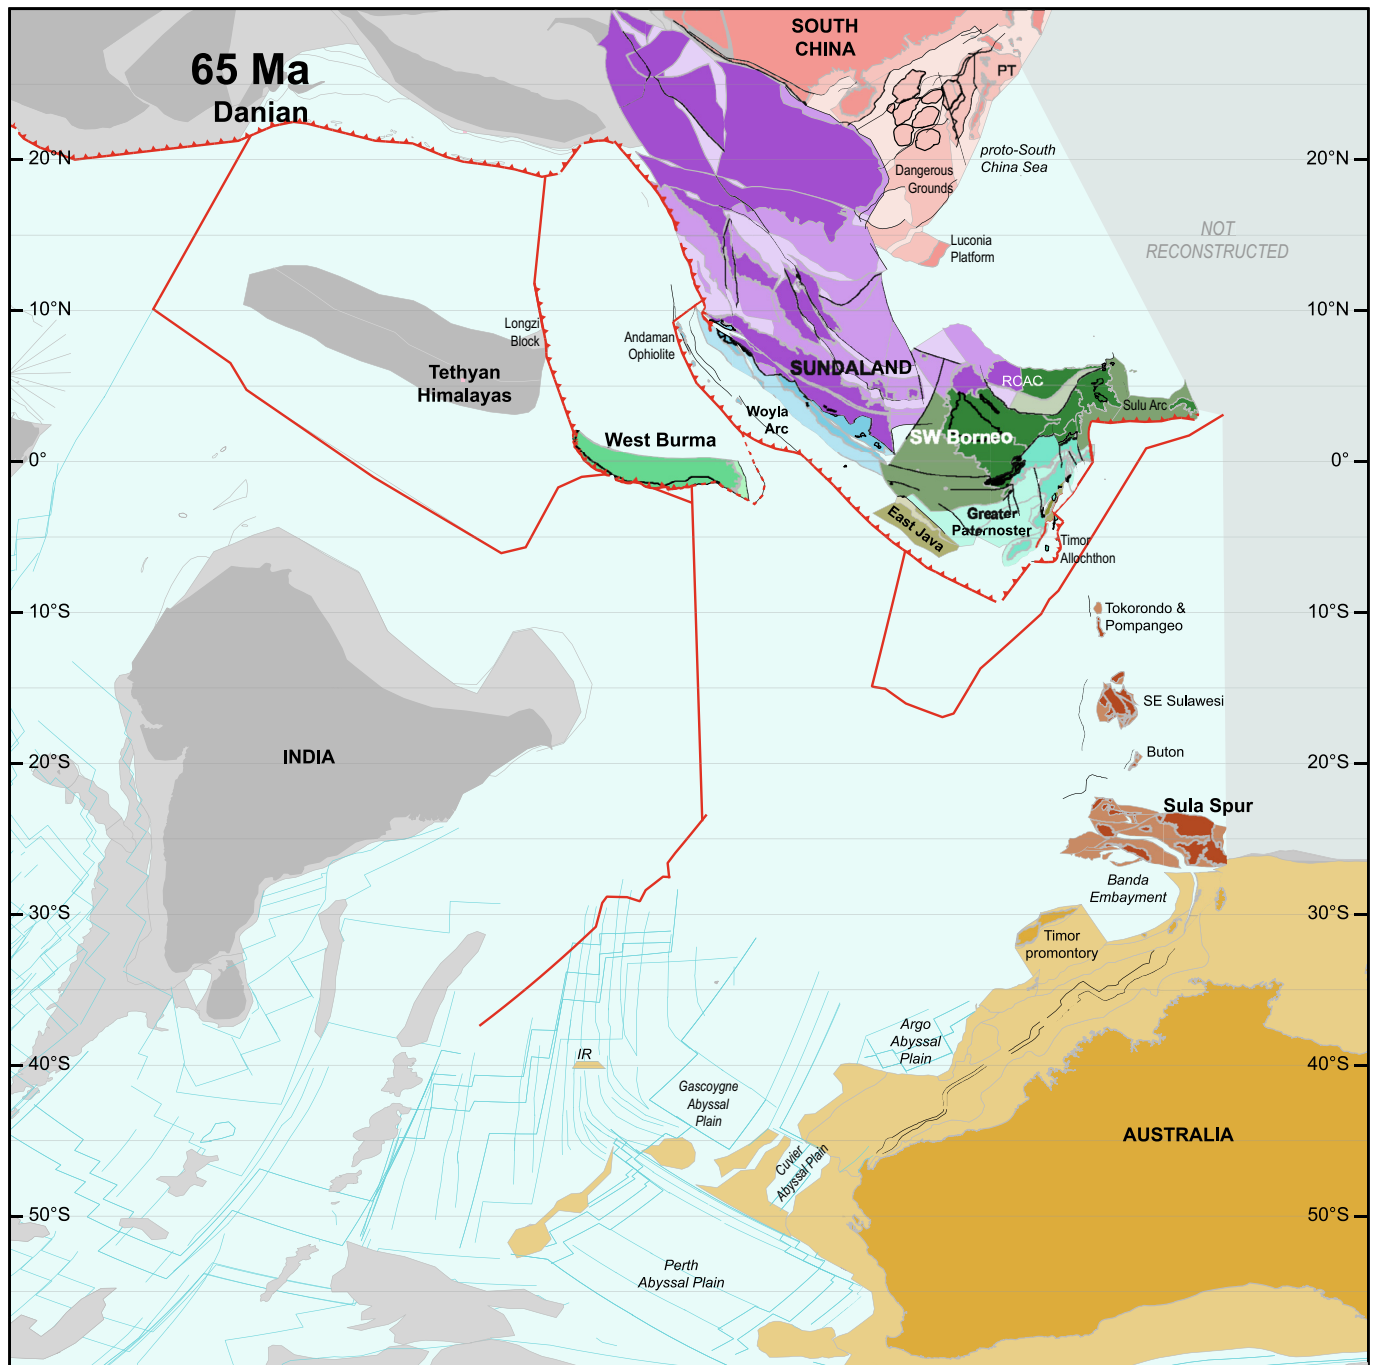 SOUTH
CHINA
65 Ma
Danian
PT
20°N
proto-South
China Sea
20°N
Dangerous
Grounds
NOT
RECONSTRUCTED
Luconia
Platform
10°N
10°N
Longzi
Block
Andaman
Ophiolite
Tethyan
Himalayas
SUNDALAND
RCAC
Sulu Arc
Woyla
Arc
West Burma
SW Borneo
0°
0°
Greater
Paternoster
East Java
Timor
Allochthon
10°S
Tokorondo &
Pompangeo
10°S
SE Sulawesi
INDIA
Buton
20°S
20°S
Sula Spur
Banda
Embayment
30°S
30°S
Timor
promontory
Argo
Abyssal
Plain
IR
40°S
40°S
Gascoygne
Abyssal
Plain
AUSTRALIA
Cuvier
Abyssal Plain
50°S
50°S
Perth
Abyssal Plain